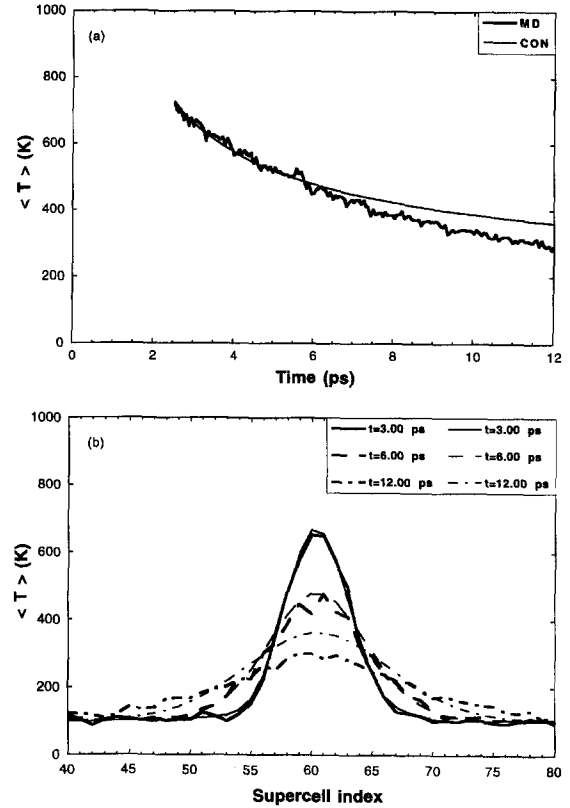 1000
(a)
MD
CON
800
600
400
200
0
< T > (K)
0 2 4 6 8 10 12
Time (ps)
1000
(b)
t=3.00 ps t=3.00 ps
t=6.00 ps t=6.00 ps
t=12.00 ps t=12.00 ps
800
600
400
200
0
< T > (K)
40 45 50 55 60 65 70 75 80
Supercell index